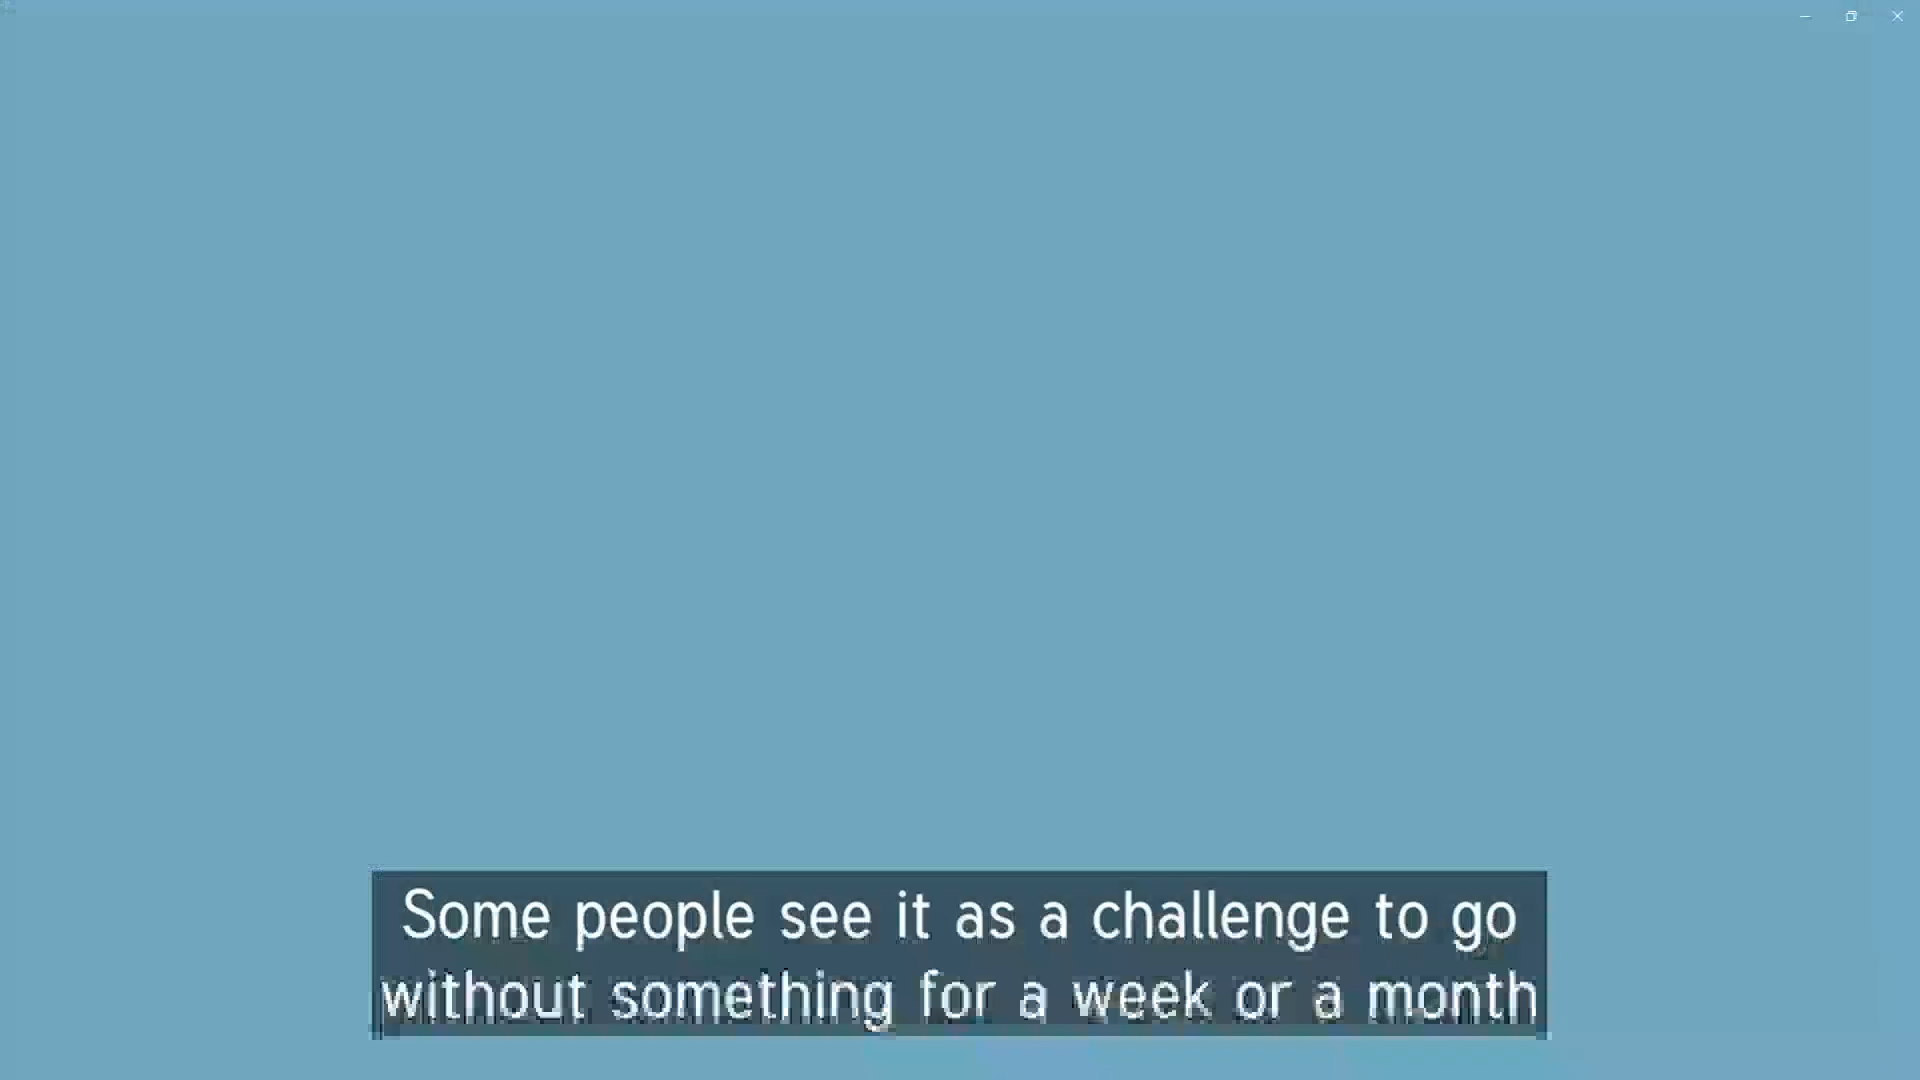 Some people see it as a challenge to go
without something for a week or a month